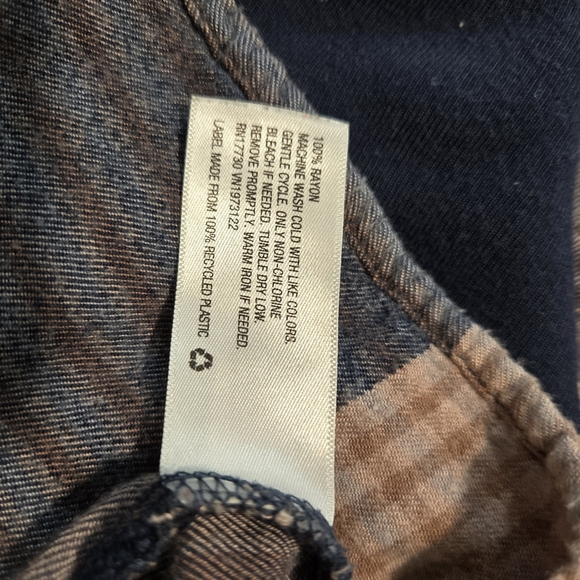 100% RAYON
MACHINE WASH COLD WITH LIKE COLORS.
GENTLE CYCLE. ONLY NON-CHLORINE
BLEACH IF NEEDED. TUMBLE DRY LOW.
REMOVE PROMPTLY. WARM IRON IF NEEDED.
RN17730 VN1973122
LABEL MADE FROM 100% RECYCLED PLASTIC